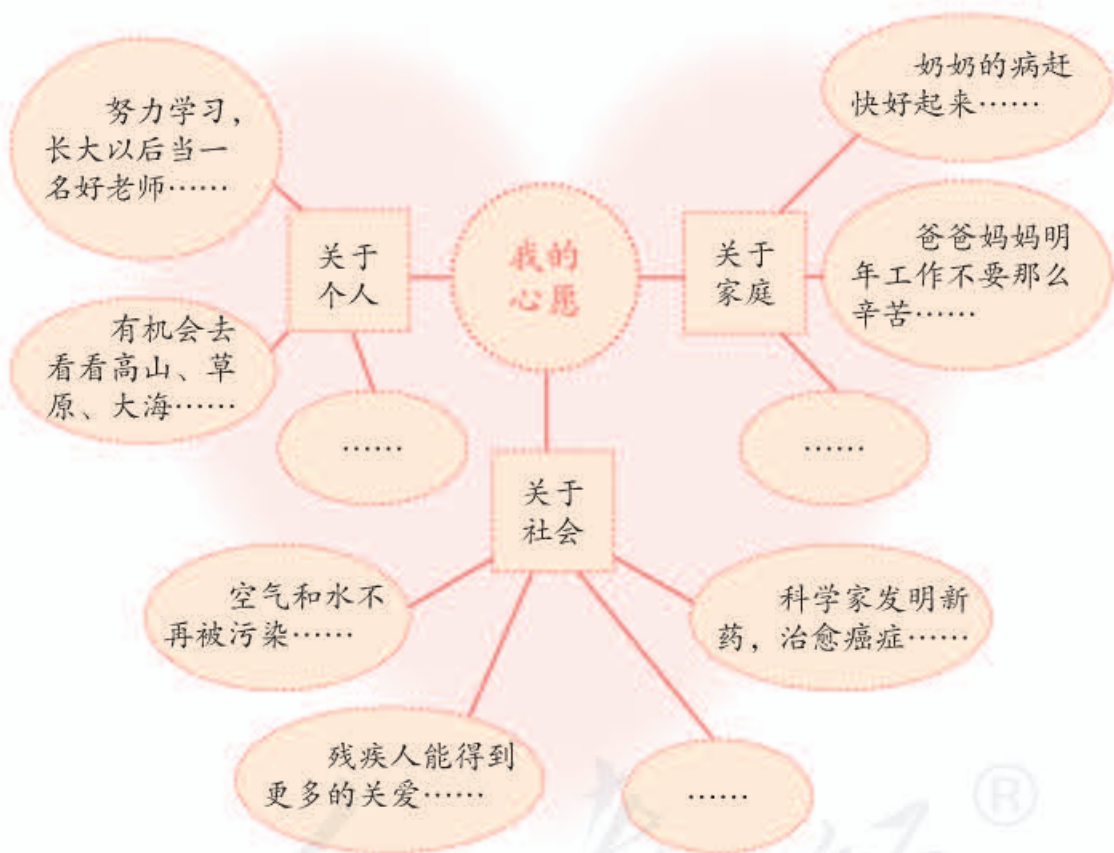 我的
心愿
关于
个人
努力学习，
长大以后当一
名好老师……
有机会去
看看高山、草
原、大海……
……
关于
家庭
奶奶的病赶
快好起来……
爸爸妈妈明
年工作不要那么
辛苦……
……
关于
社会
空气和水不
再被污染……
残疾人能得到
更多的关爱……
……
科学家发明新
药，治愈癌症……
®